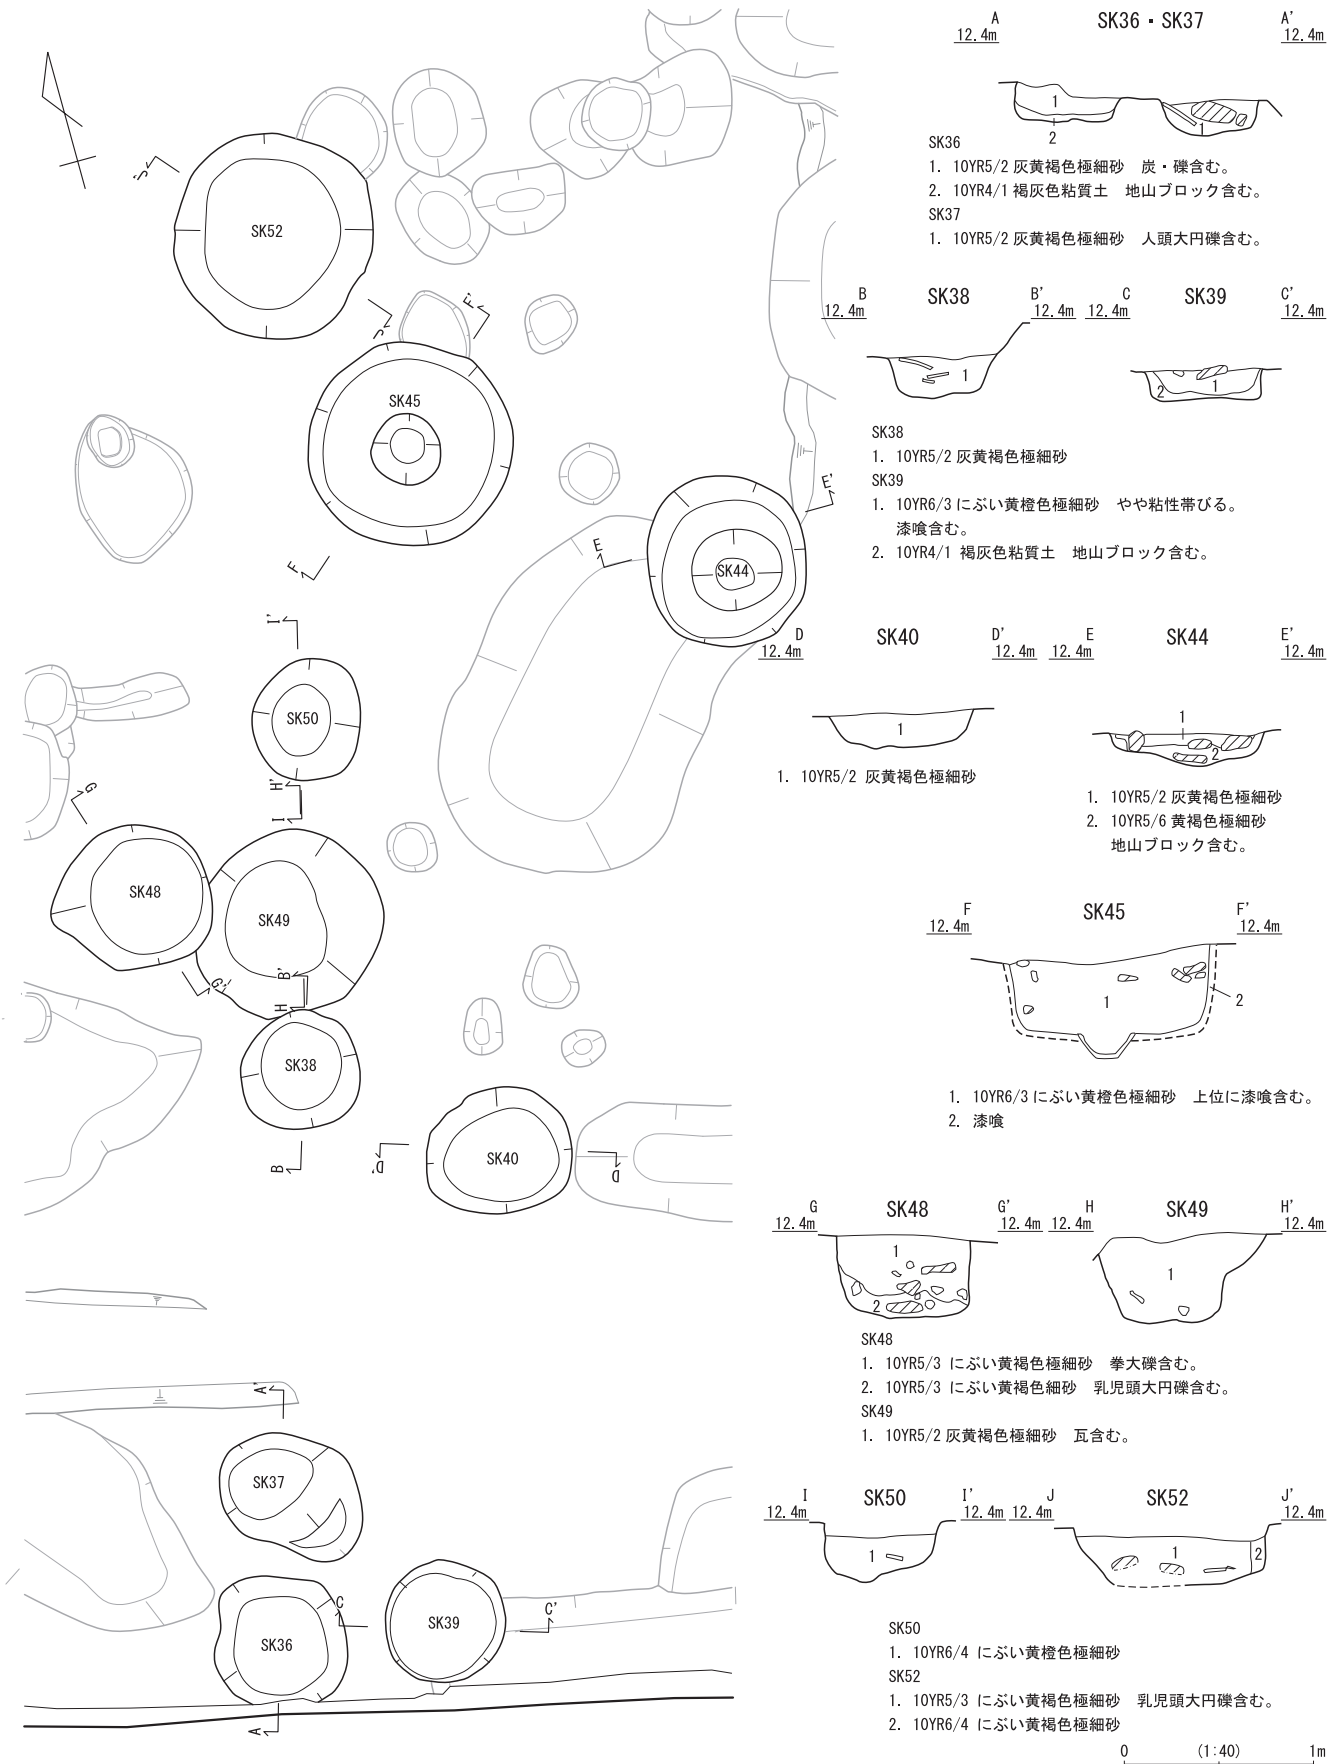 A SK36・SK37 A'
12.4m 12.4m
1
2
1
SK36
1. 10YR5/2 灰黄褐色極細砂 炭・礫含む。
2. 10YR4/1 褐灰色粘質土 地山ブロック含む。
SK37
1. 10YR5/2 灰黄褐色極細砂 人頭大円礫含む。
B SK38 B' C SK39 C'
12.4m 12.4m 12.4m 12.4m
1
2 1
SK38
1. 10YR5/2 灰黄褐色極細砂
SK39
1. 10YR6/3 にぶい黄橙色極細砂 やや粘性帯びる。
漆喰含む。
2. 10YR4/1 褐灰色粘質土 地山ブロック含む。
D SK40 D' E SK44 E'
12.4m 12.4m 12.4m 12.4m
1
1
2
1. 10YR5/2 灰黄褐色極細砂
1. 10YR5/2 灰黄褐色極細砂
2. 10YR5/6 黄褐色極細砂
地山ブロック含む。
F SK45 F'
12.4m 12.4m
1
2
1. 10YR6/3 にぶい黄橙色極細砂 上位に漆喰含む。
2. 漆喰
G SK48 G' H SK49 H'
12.4m 12.4m 12.4m 12.4m
1
2
1
SK48
1. 10YR5/3 にぶい黄褐色極細砂 拳大礫含む。
2. 10YR5/3 にぶい黄褐色細砂 乳児頭大円礫含む。
SK49
1. 10YR5/2 灰黄褐色極細砂 瓦含む。
I SK50 I' J SK52 J'
12.4m 12.4m 12.4m 12.4m
1
1
2
SK50
1. 10YR6/4 にぶい黄橙色極細砂
SK52
1. 10YR5/3 にぶい黄褐色極細砂 乳児頭大円礫含む。
2. 10YR6/4 にぶい黄褐色極細砂
0 (1:40) 1m
J'
SK52
J
F'
SK45
E'
E
SK44
F
I'
SK50
H'
G
I
SK48
SK49
B'
G'
H
SK38
B
D'
SK40
D
A'
SK37
C
C'
SK39
SK36
A